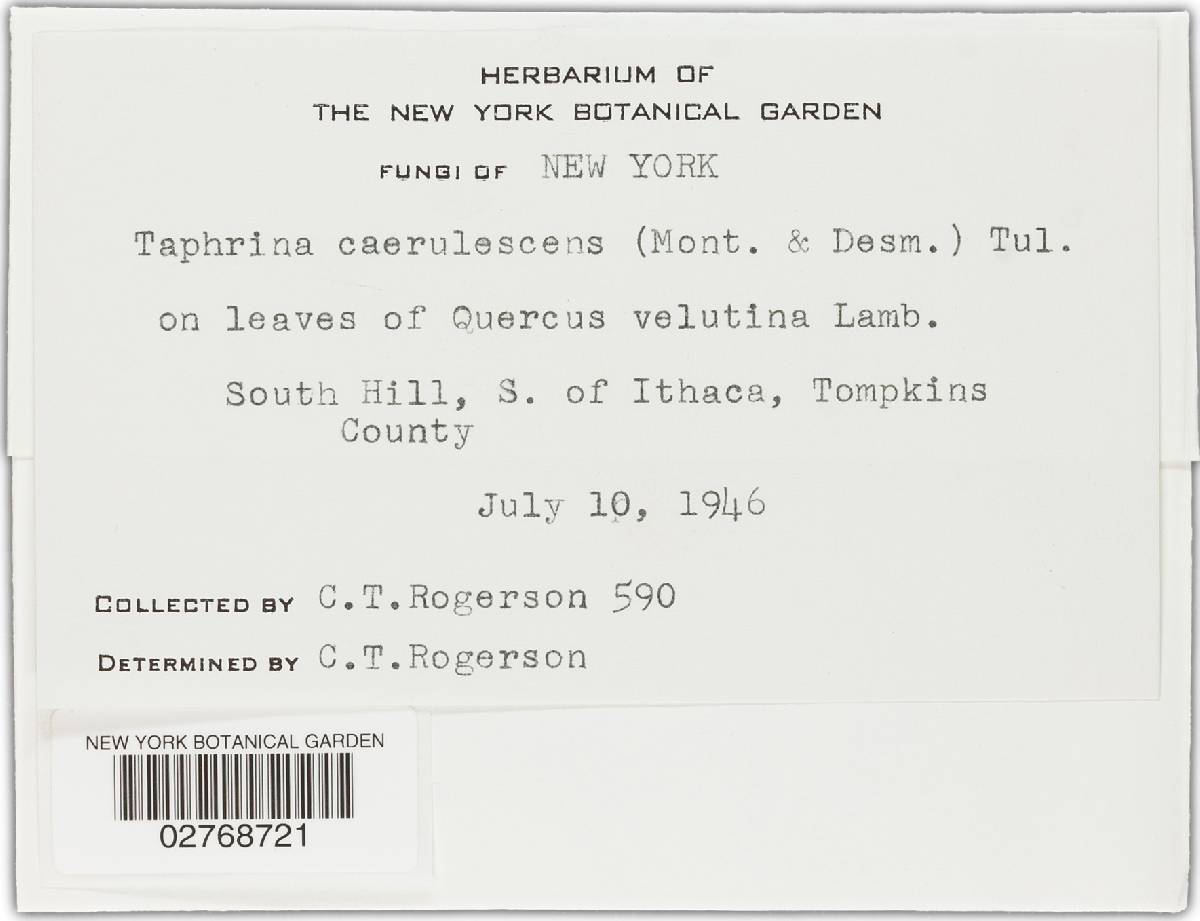 HERBARIUM OF
THE NEW YORK BOTANICAL GARDEN
FUNGI OF NEW YORK
Taphrina caerulescens (Mont. & Desm.) Tul.
on leaves of Quercus velutina Lamb.
South Hill, S. of Ithaca, Tompkins
County
July 10, 1946
COLLECTED BY C.T.Rogerson 590
DETERMINED BY C.T.Rogerson
NEW YORK BOTANICAL GARDEN
02768721